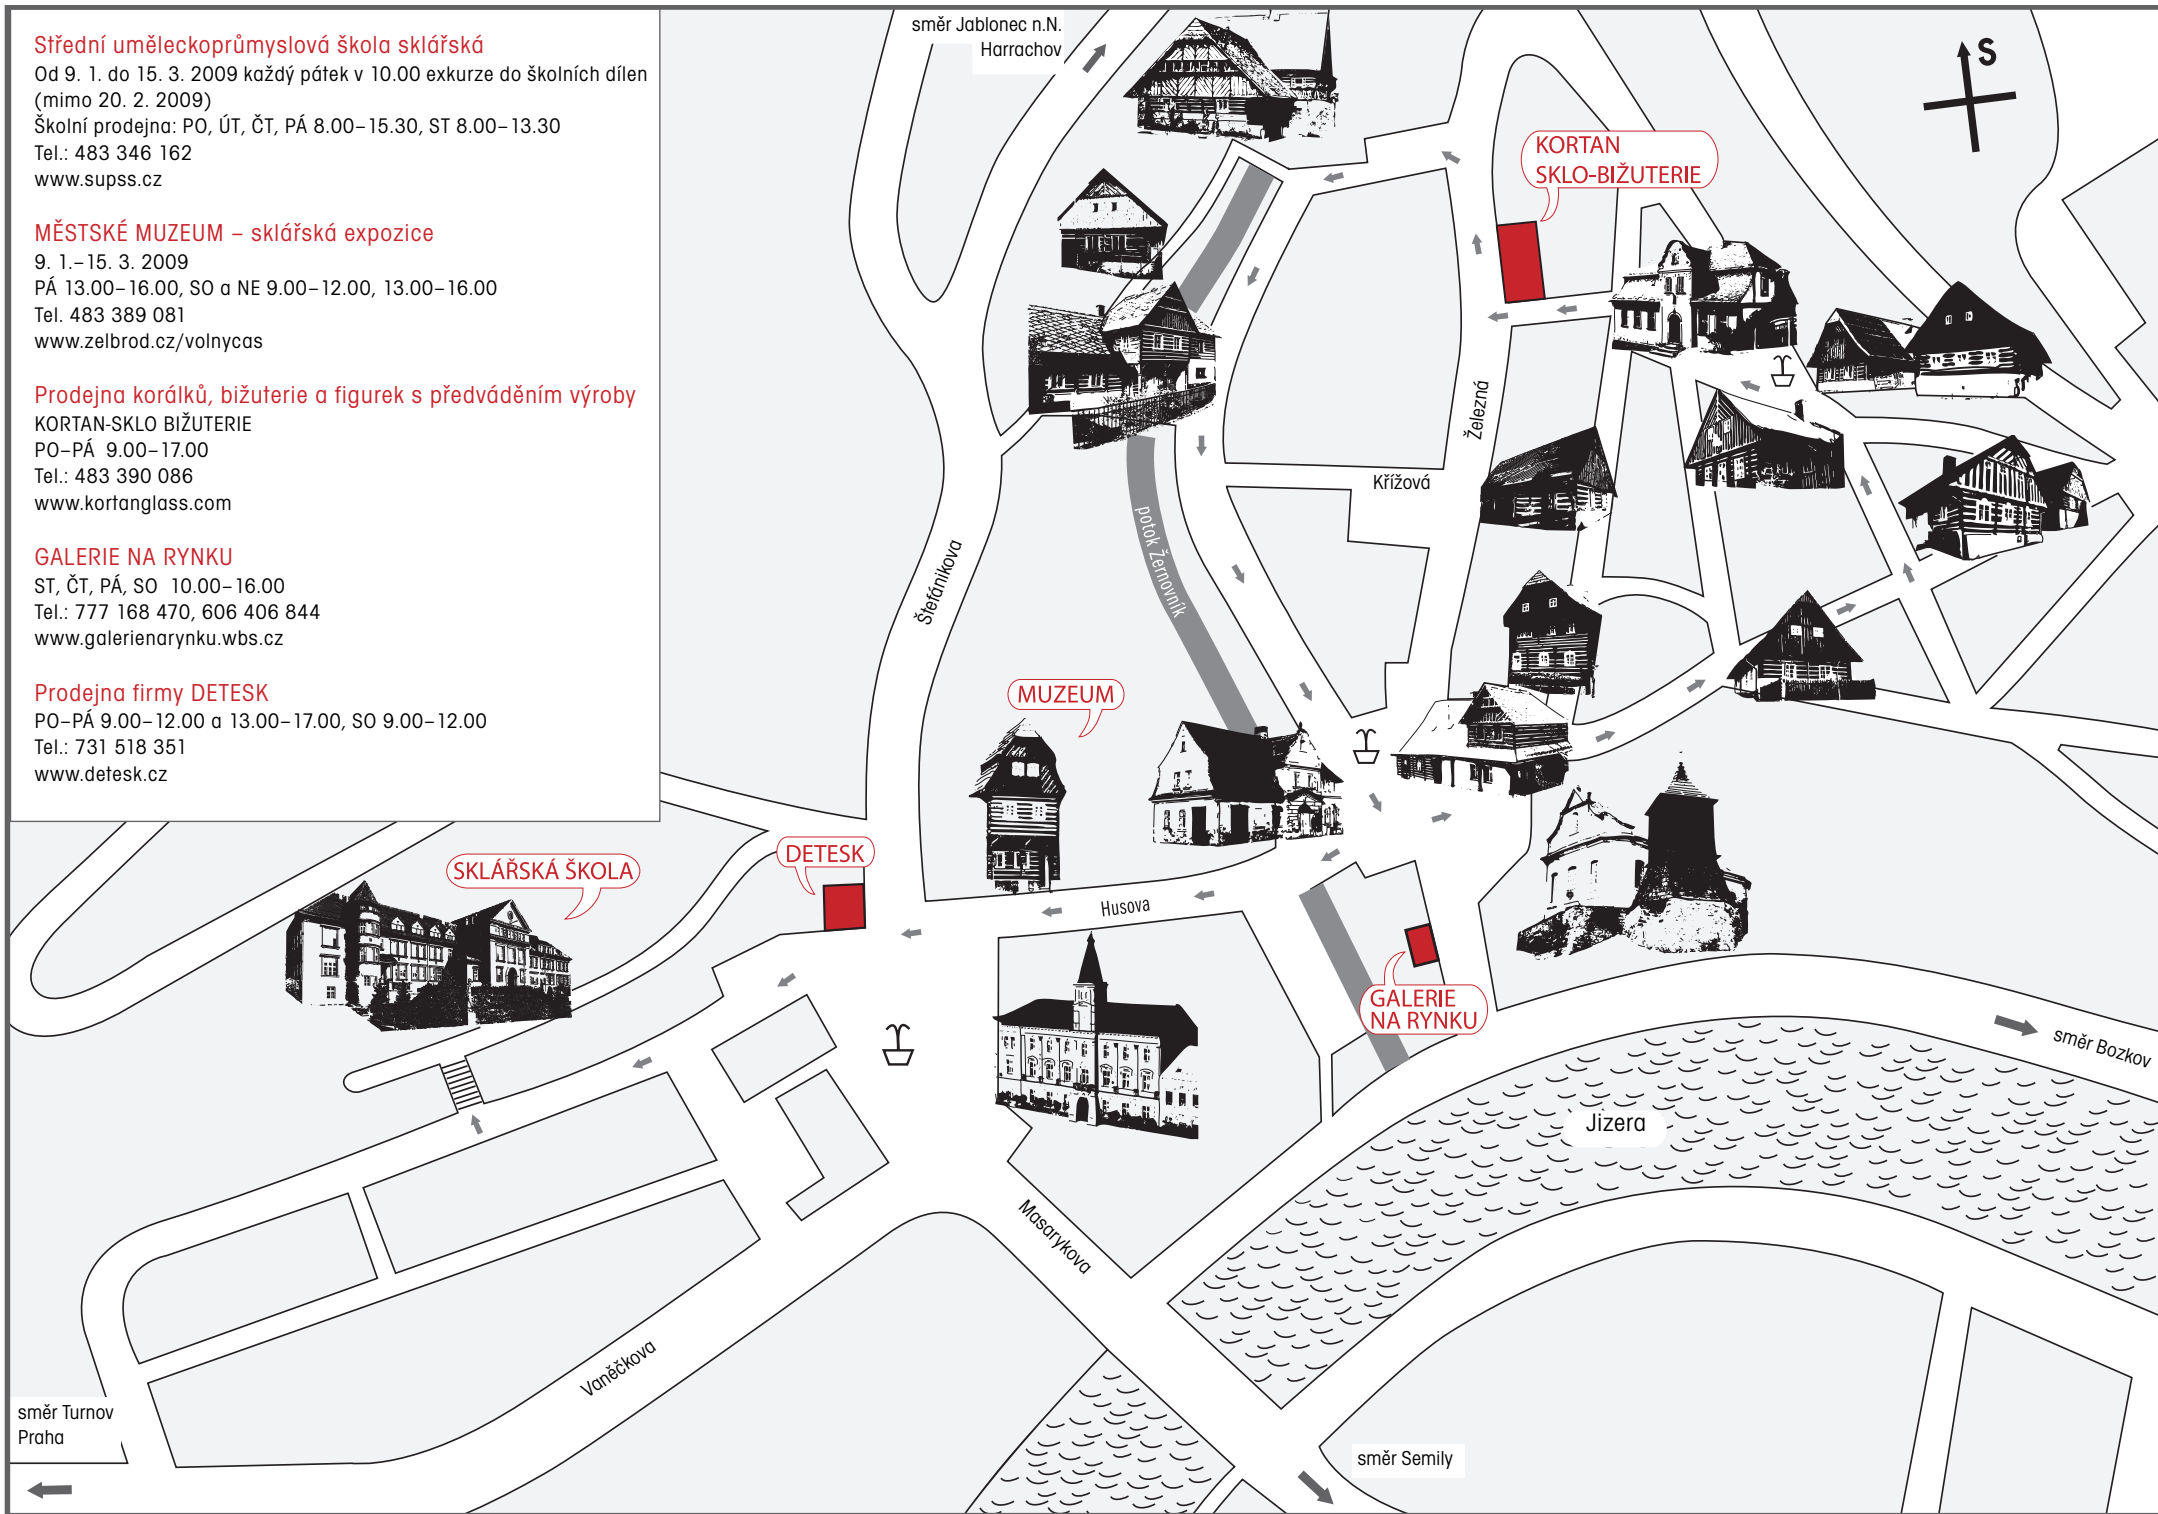 Střední uměleckoprůmyslová škola sklářská
Od 9. 1. do 15. 3. 2009 každý pátek v 10.00 exkurze do školních dílen
(mimo 20. 2. 2009)
Školní prodejna: PO, ÚT, ČT, PÁ 8.00–15.30, ST 8.00–13.30
Tel.: 483 346 162
www.supss.cz
MĚSTSKÉ MUZEUM – sklářská expozice
9. 1.–15. 3. 2009
PÁ 13.00–16.00, SO a NE 9.00–12.00, 13.00–16.00
Tel. 483 389 081
www.zelbrod.cz/volnycas
Prodejna korálků, bižuterie a figurek s předváděním výroby
KORTAN-SKLO BIŽUTERIE
PO–PÁ 9.00–17.00
Tel.: 483 390 086
www.kortanglass.com
GALERIE NA RYNKU
ST, ČT, PÁ, SO 10.00–16.00
Tel.: 777 168 470, 606 406 844
www.galerienarynku.wbs.cz
Prodejna firmy DETESK
PO–PÁ 9.00–12.00 a 13.00–17.00, SO 9.00–12.00
Tel.: 731 518 351
www.detesk.cz
směr Jablonec n.N.
Harrachov
S
KORTAN
SKLO-BIŽUTERIE
Železná
Křížová
potok Žernovník
Štefánikova
MUZEUM
DETESK
SKLÁŘSKÁ ŠKOLA
Husova
GALERIE
NA RYNKU
směr Bozkov
Jizera
Masarykova
Vaněčkova
směr Turnov
Praha
směr Semily